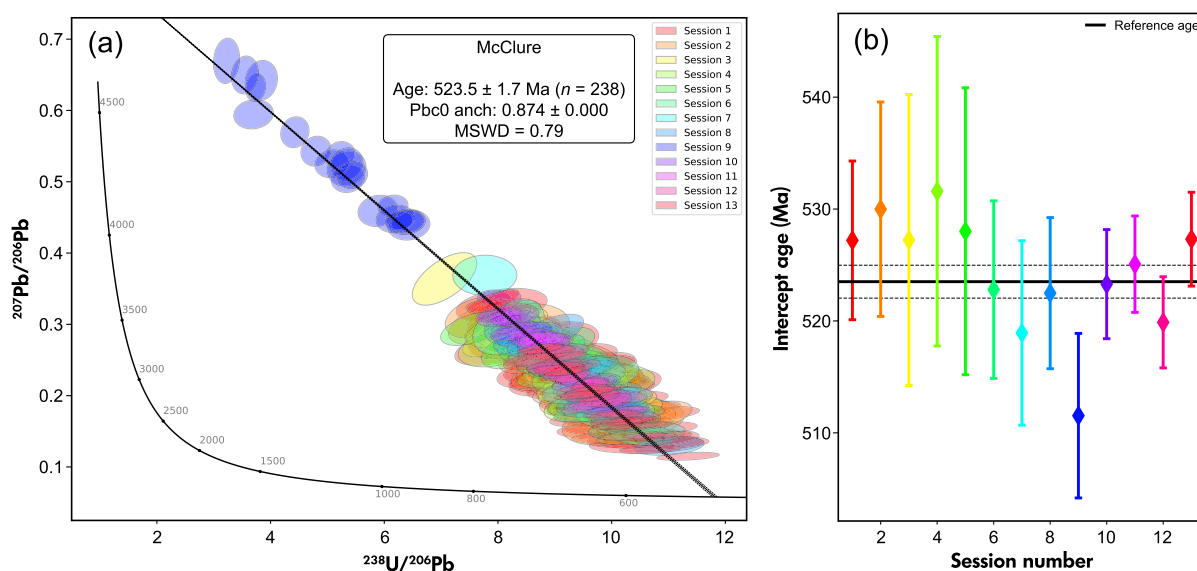 (a)
McClure
Age: 523.5 ± 1.7 Ma (n = 238)
Pbc0 anch: 0.874 ± 0.000
MSWD = 0.79
Session 1
Session 2
Session 3
Session 4
Session 5
Session 6
Session 7
Session 8
Session 9
Session 10
Session 11
Session 12
Session 13
0.7
0.6
0.5
0.4
0.3
0.2
0.1
²⁰⁷Pb/²⁰⁶Pb
4500
4000
3500
3000
2500
2000
1500
1000
800
600
2 4 6 8 10 12
²³⁸U/²⁰⁶Pb
(b)
Reference age
540
530
520
510
Intercept age (Ma)
2 4 6 8 10 12
Session number